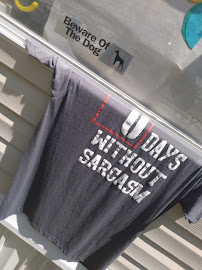 Beware Of
The Dog
0 DAYS
WITHOUT
SARCASM